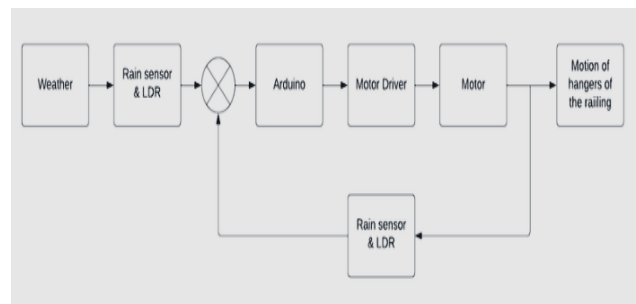 Weather
Rain sensor
& LDR
Arduino
Motor Driver
Motor
Motion of
hangers of
the railing
Rain sensor
& LDR